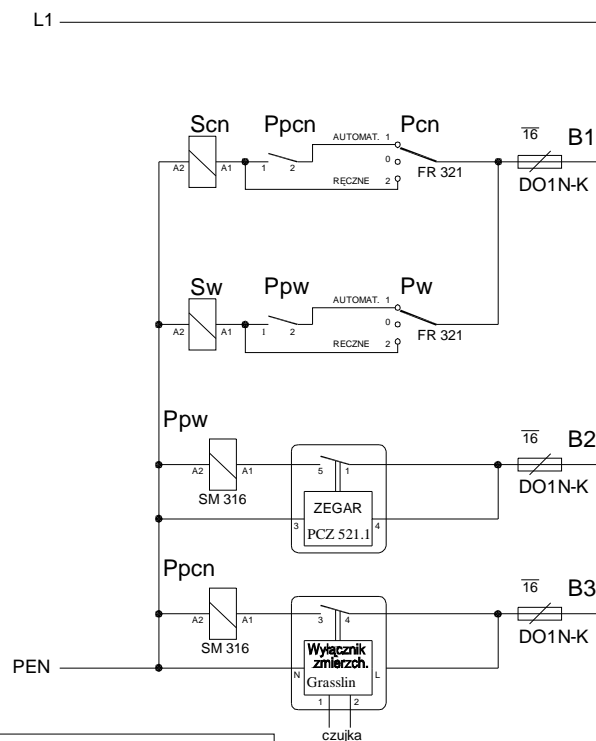 L1
Scn Ppcn Pcn 16 B1
AUTOMAT. 1
A2 A1 1 2 0
FR 321
RĘCZNE 2
DO1N-K
Sw Ppw Pw
AUTOMAT. 1
A2 A1 1 2 0
FR 321
RECZNE 2
Ppw 16 B2
A2 A1 5 1
SM 316 DO1N-K
ZEGAR
3 PCZ 521.1 4
Ppcn 16 B3
A2 A1 3 4
SM 316 DO1N-K
Wyłącznik
zmierzch.
PEN N L
Grasslin
1 2
czujka